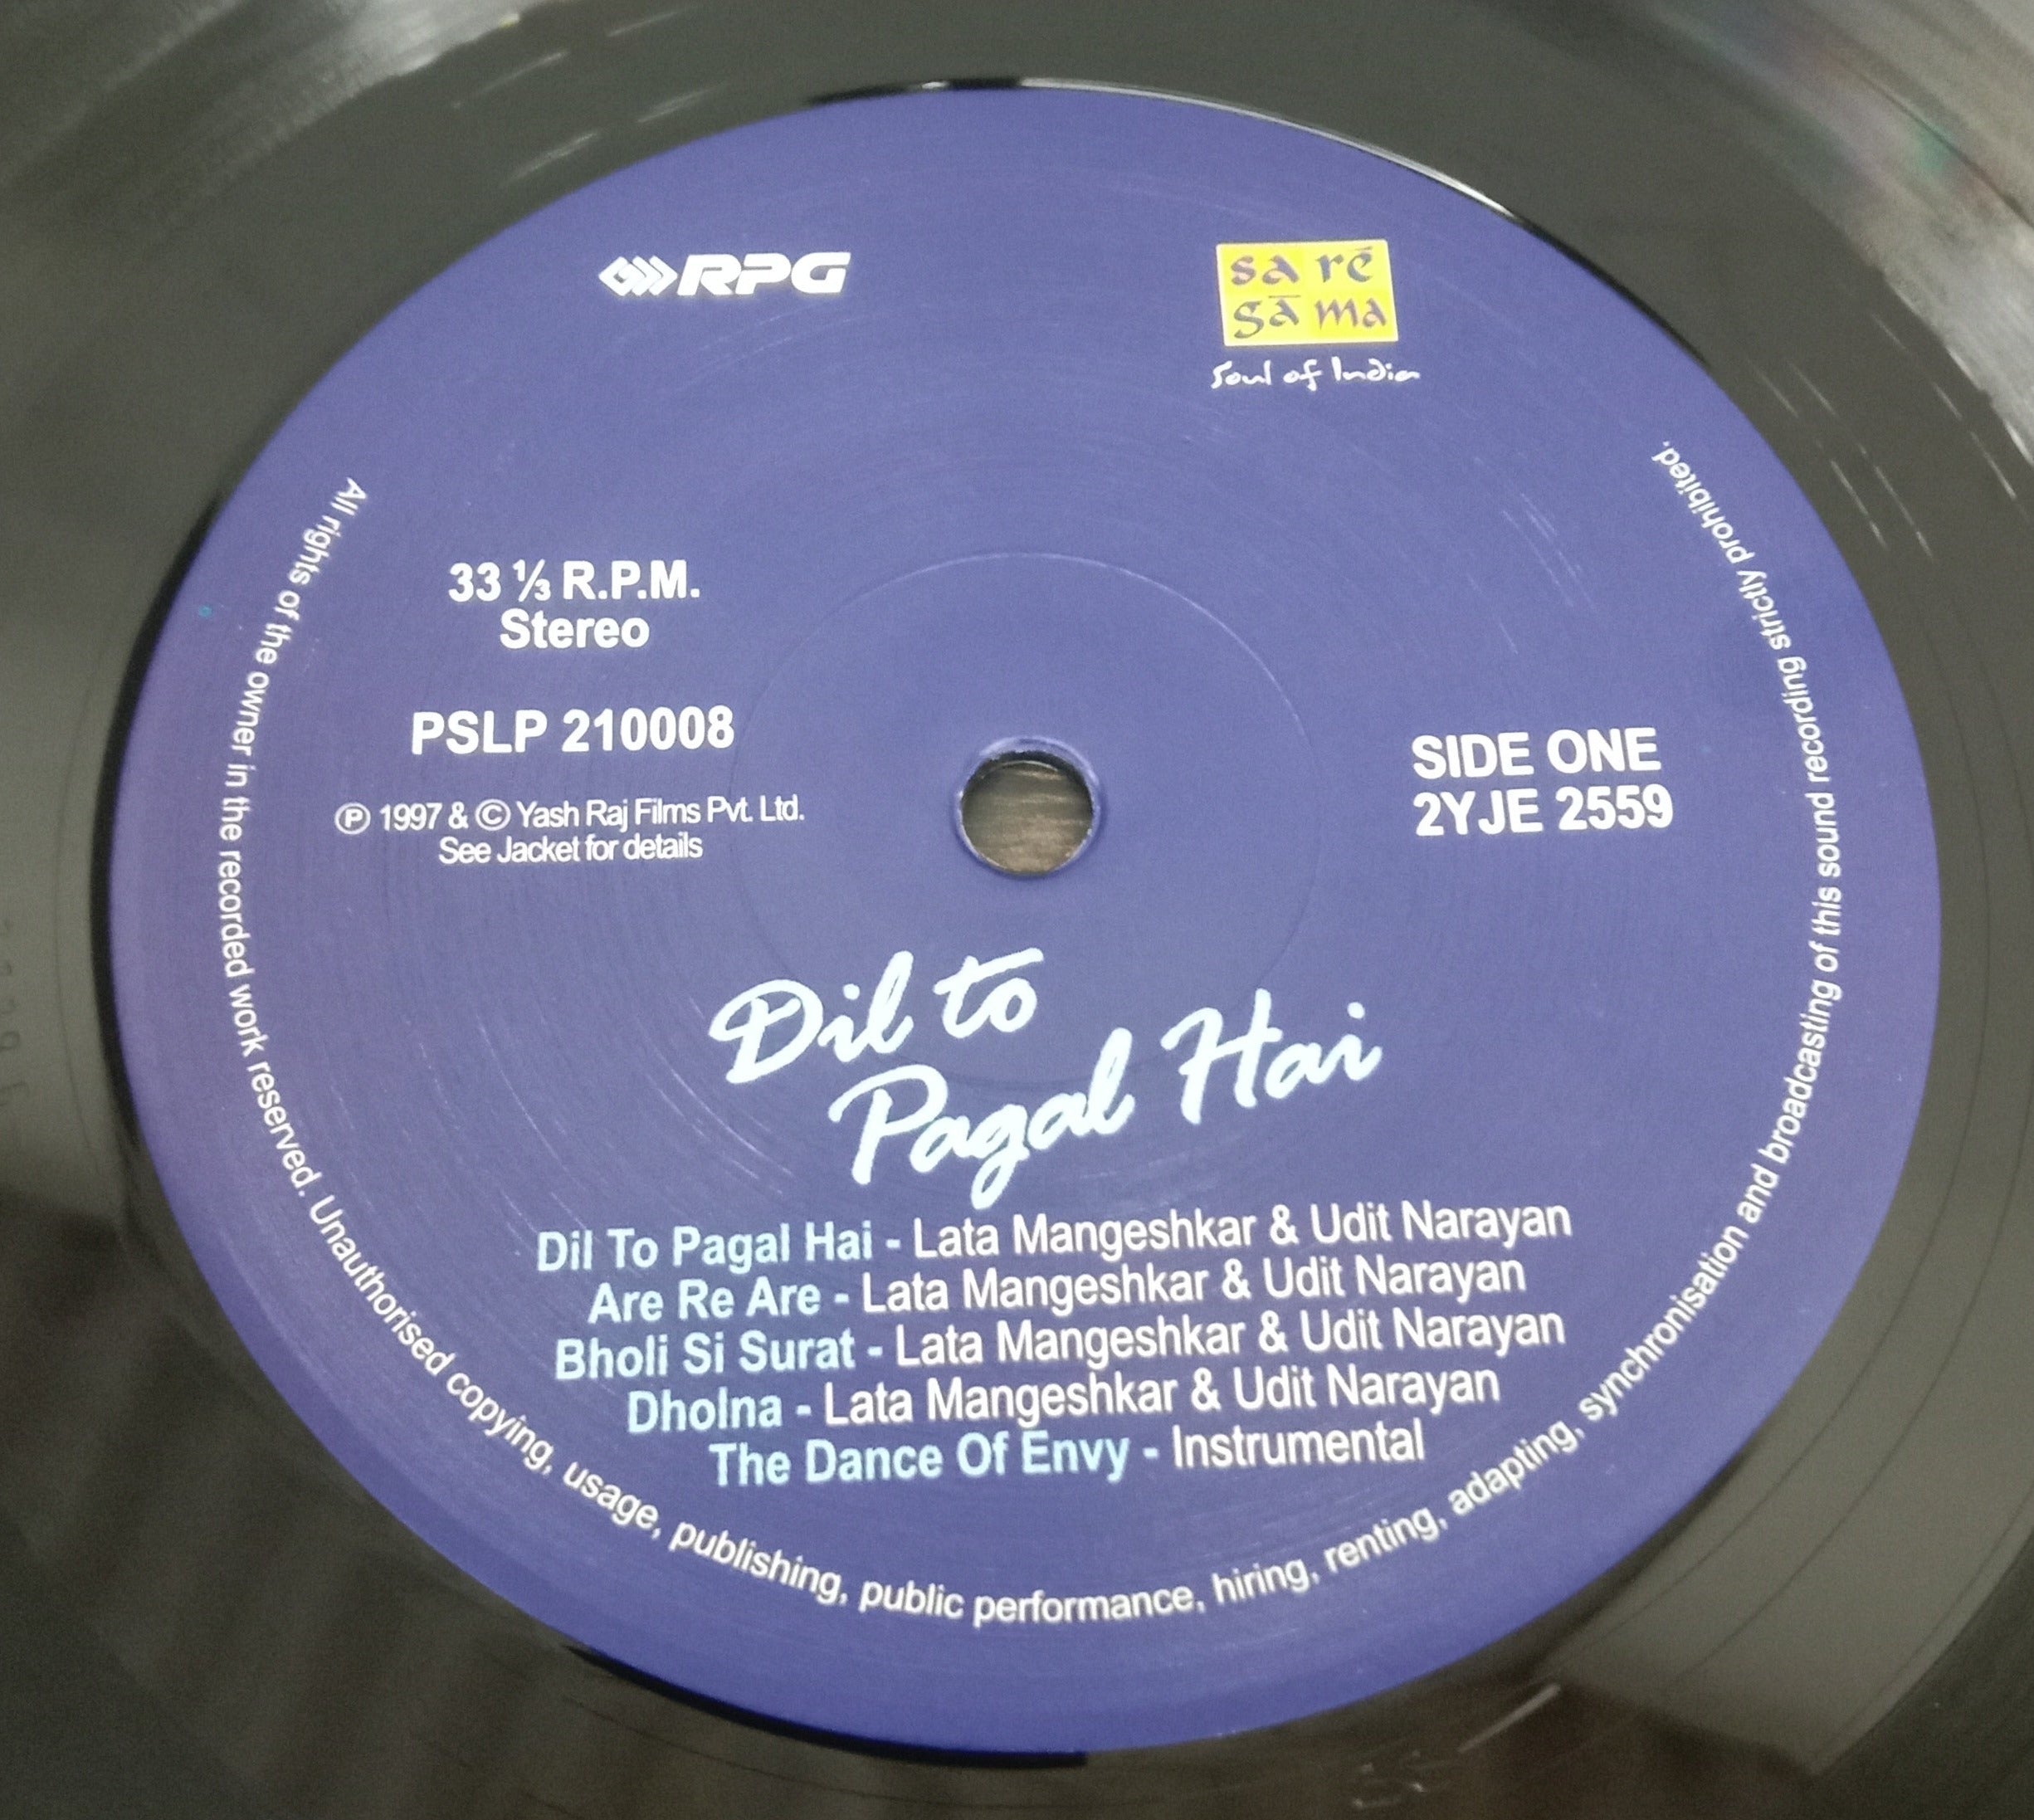 RPG
sa rē
gā ma
Soul of India
33 ⅓ R.P.M.
Stereo
PSLP 210008
℗ 1997 & © Yash Raj Films Pvt. Ltd.
See Jacket for details
SIDE ONE
2YJE 2559
Dil to
Pagal Hai
Dil To Pagal Hai - Lata Mangeshkar & Udit Narayan
Are Re Are - Lata Mangeshkar & Udit Narayan
Bholi Si Surat - Lata Mangeshkar & Udit Narayan
Dholna - Lata Mangeshkar & Udit Narayan
The Dance Of Envy - Instrumental
All rights of the owner in the recorded work reserved. Unauthorised copying, usage, publishing, public performance, hiring, renting, adapting, synchronisation and broadcasting of this sound recording strictly prohibited.